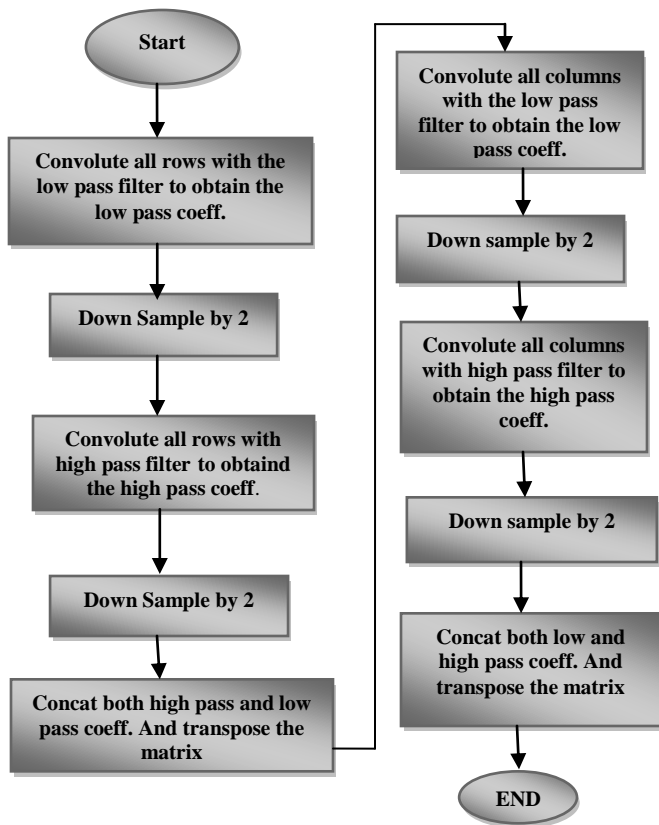 Start
Convolute all rows with the
low pass filter to obtain the
low pass coeff.
Down Sample by 2
Convolute all rows with
high pass filter to obtaind
the high pass coeff.
Down Sample by 2
Concat both high pass and low
pass coeff. And transpose the
matrix
Convolute all columns
with the low pass
filter to obtain the low
pass coeff.
Down sample by 2
Convolute all columns
with high pass filter to
obtain the high pass
coeff.
Down sample by 2
Concat both low and
high pass coeff. And
transpose the matrix
END